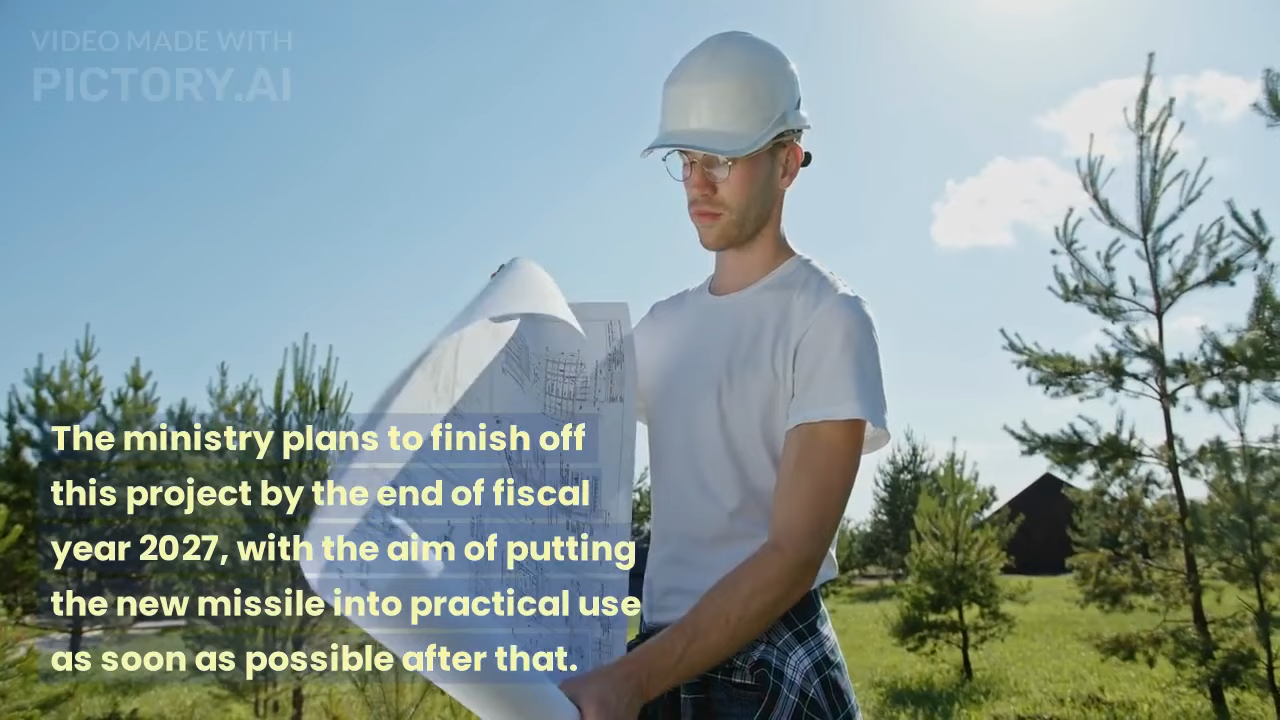 VIDEO MADE WITH
PICTORY.AI
The ministry plans to finish off
this project by the end of fiscal
year 2027, with the aim of putting
the new missile into practical use
as soon as possible after that.